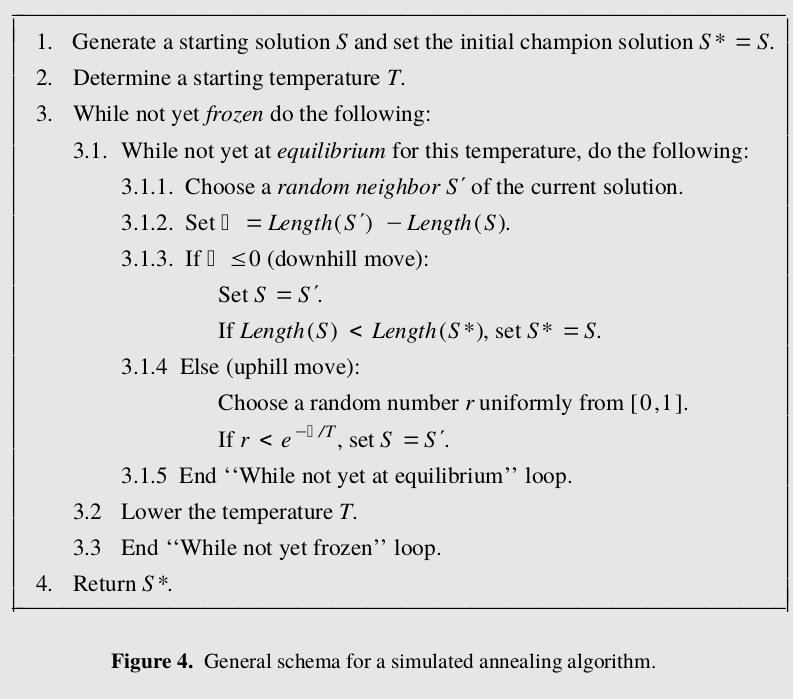 1. Generate a starting solution S and set the initial champion solution S* = S.
2. Determine a starting temperature T.
3. While not yet frozen do the following:
3.1. While not yet at equilibrium for this temperature, do the following:
3.1.1. Choose a random neighbor S´ of the current solution.
3.1.2. Set ▯ = Length(S´) − Length(S).
3.1.3. If ▯ ≤0 (downhill move):
Set S = S´.
If Length(S) < Length(S*), set S* = S.
3.1.4 Else (uphill move):
Choose a random number r uniformly from [0,1].
If r < e^−▯/T, set S = S´.
3.1.5 End ‘‘While not yet at equilibrium’’ loop.
3.2 Lower the temperature T.
3.3 End ‘‘While not yet frozen’’ loop.
4. Return S*.
Figure 4. General schema for a simulated annealing algorithm.